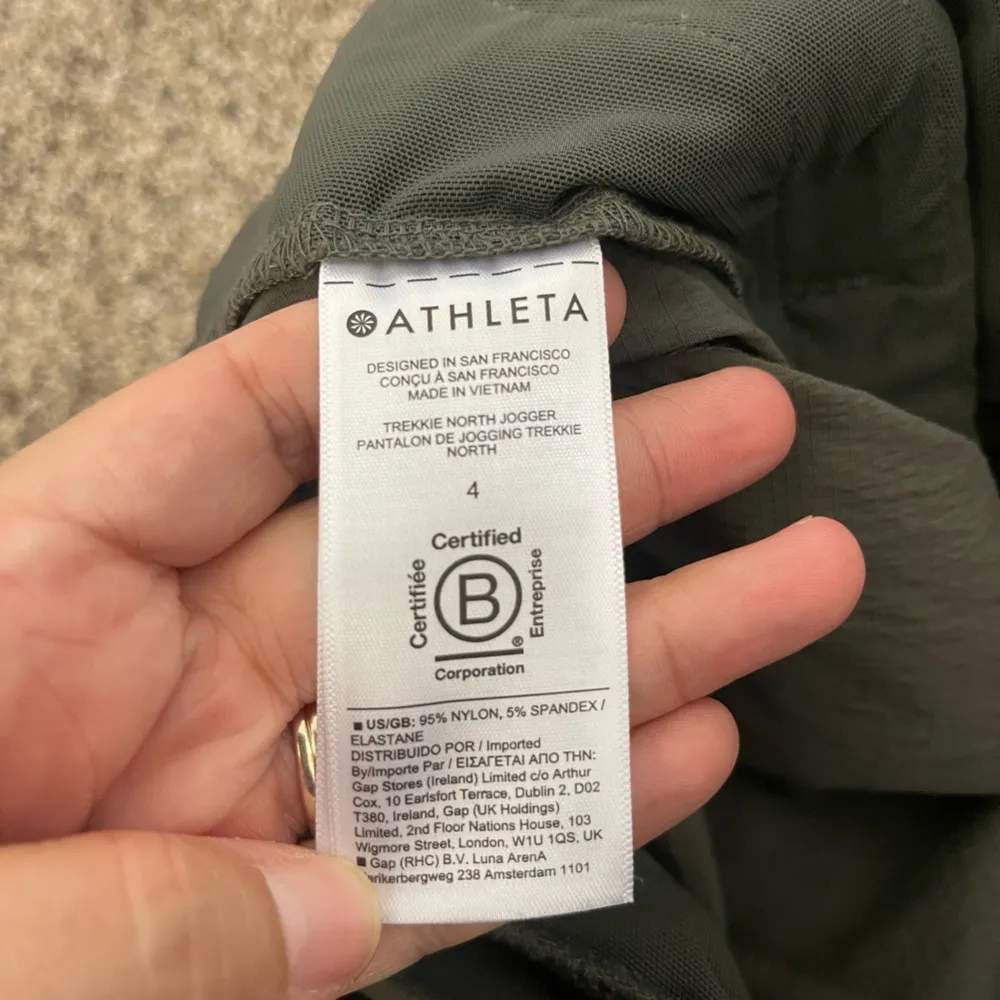 ATHLETA
DESIGNED IN SAN FRANCISCO
CONÇU À SAN FRANCISCO
MADE IN VIETNAM
TREKKIE NORTH JOGGER
PANTALON DE JOGGING TREKKIE
NORTH
4
Certified
Certifiée
B
Entreprise
®
Corporation
■ US/GB: 95% NYLON, 5% SPANDEX /
ELASTANE
DISTRIBUIDO POR / Imported
By/Importe Par / ΕΙΣΑΓΕΤΑΙ ΑΠΟ ΤΗΝ:
Gap Stores (Ireland) Limited c/o Arthur
Cox, 10 Earlsfort Terrace, Dublin 2, D02
T380, Ireland, Gap (UK Holdings)
Limited, 2nd Floor Nations House, 103
Wigmore Street, London, W1U 1QS, UK
■ Gap (RHC) B.V. Luna ArenA
238 Amsterdam 1101